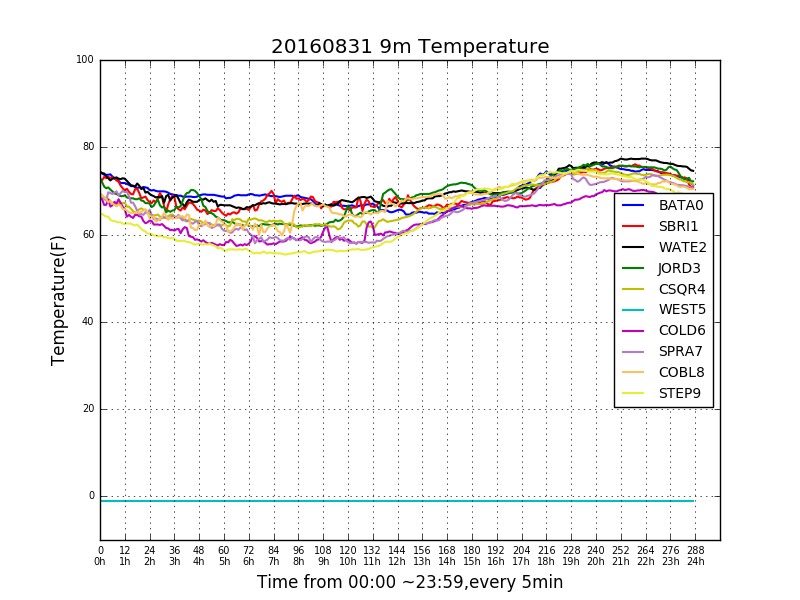 20160831 9m Temperature
Temperature(F)
100
80
60
40
20
0
BATA0
SBRI1
WATE2
JORD3
CSQR4
WEST5
COLD6
SPRA7
COBL8
STEP9
0 12 24 36 48 60 72 84 96 108 120 132 144 156 168 180 192 204 216 228 240 252 264 276 288
0h 1h 2h 3h 4h 5h 6h 7h 8h 9h 10h 11h 12h 13h 14h 15h 16h 17h 18h 19h 20h 21h 22h 23h 24h
Time from 00:00 ~23:59,every 5min